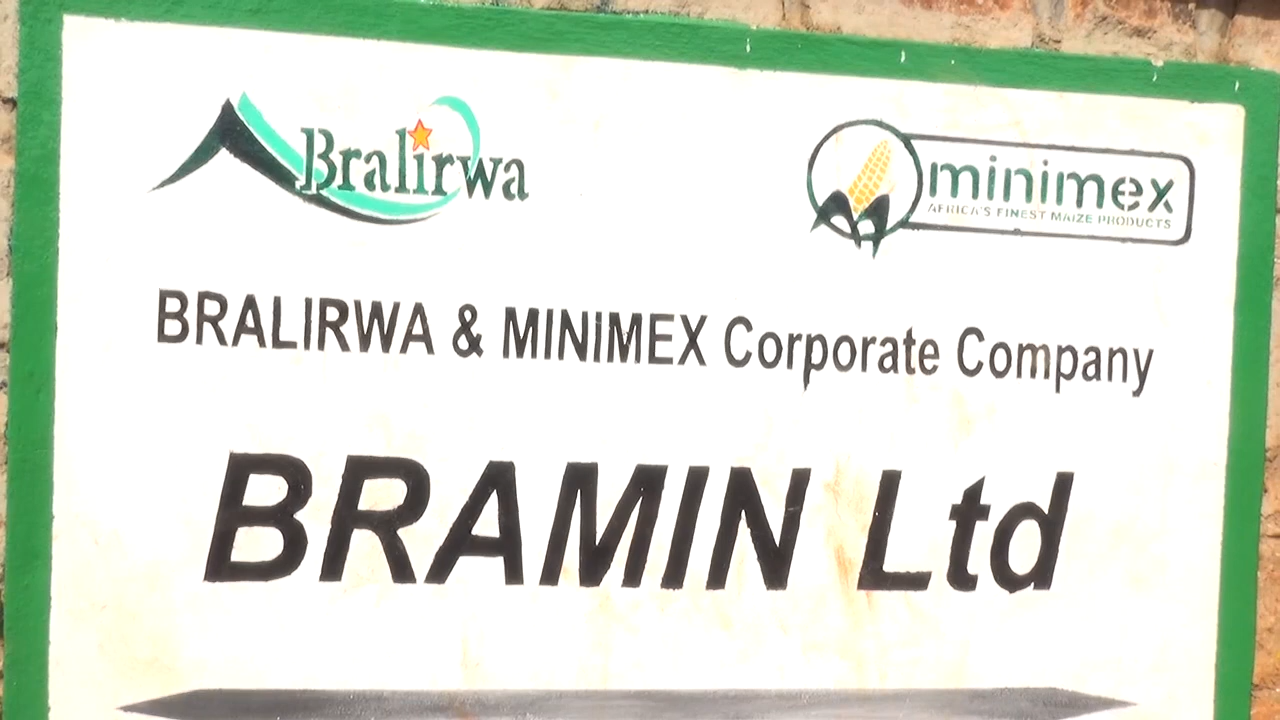 Bralirwa
minimex
AFRICA'S FINEST MAIZE PRODUCTS
BRALIRWA & MINIMEX Corporate Company
BRAMIN Ltd